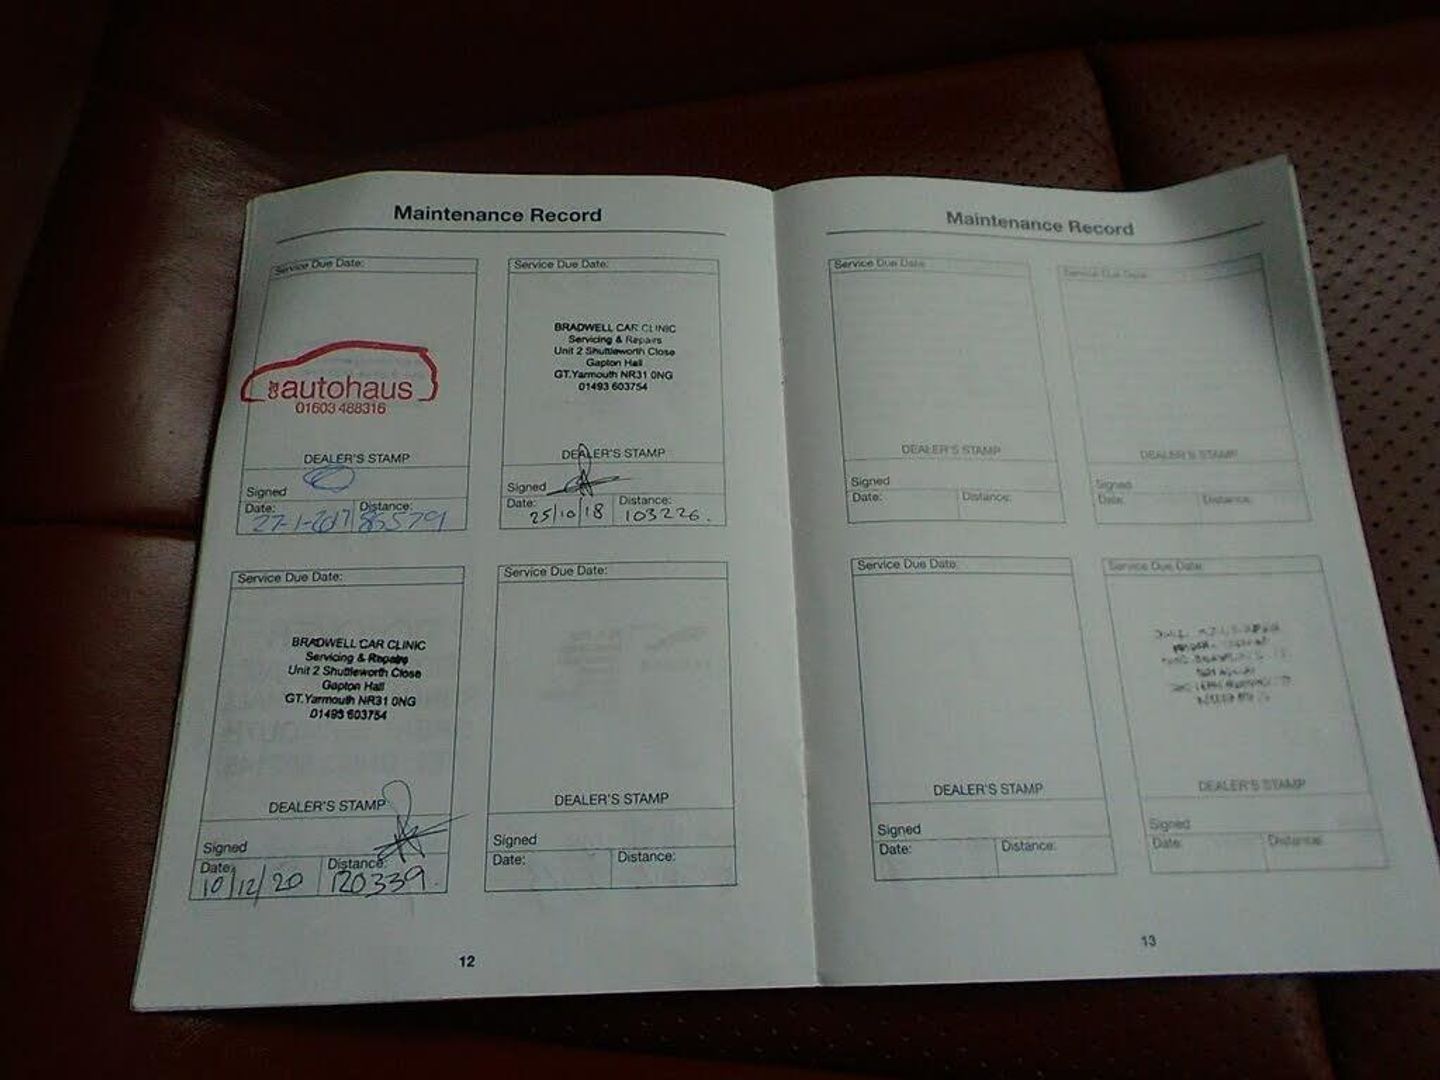 Maintenance Record
Service Due Date:
autohaus
01603 488316
DEALER'S STAMP
Signed
Date: Distance:
27-1-2017 85579
Service Due Date:
BRADWELL CAR CLINIC
Servicing & Repairs
Unit 2 Shuttleworth Close
Gapton Hall
GT.Yarmouth NR31 0NG
01493 603754
DEALER'S STAMP
Signed
Date: Distance:
25/10/18 103226.
Service Due Date:
BRADWELL CAR CLINIC
Servicing & Repairs
Unit 2 Shuttleworth Close
Gapton Hall
GT.Yarmouth NR31 0NG
01493 603754
DEALER'S STAMP
Signed
Date: Distance:
10/12/20 120339.
Service Due Date:
DEALER'S STAMP
Signed
Date: Distance:
12
Maintenance Record
Service Due Date:
DEALER'S STAMP
Signed
Date: Distance:
Service Due Date:
DEALER'S STAMP
Signed
Date: Distance:
Service Due Date:
DEALER'S STAMP
Signed
Date: Distance:
Service Due Date:
DEALER'S STAMP
Signed
Date: Distance:
13